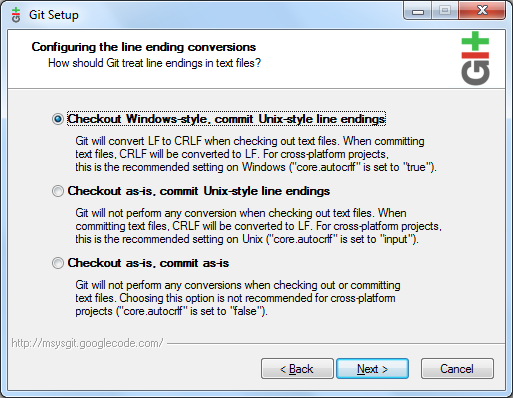 Git Setup
Configuring the line ending conversions
How should Git treat line endings in text files?
GIT
Checkout Windows-style, commit Unix-style line endings
Git will convert LF to CRLF when checking out text files. When committing
text files, CRLF will be converted to LF. For cross-platform projects,
this is the recommended setting on Windows ("core.autocrlf" is set to "true").
Checkout as-is, commit Unix-style line endings
Git will not perform any conversion when checking out text files. When
committing text files, CRLF will be converted to LF. For cross-platform projects,
this is the recommended setting on Unix ("core.autocrlf" is set to "input").
Checkout as-is, commit as-is
Git will not perform any conversions when checking out or committing
text files. Choosing this option is not recommended for cross-platform
projects ("core.autocrlf" is set to "false").
http://msysgit.googlecode.com/
< Back
Next >
Cancel